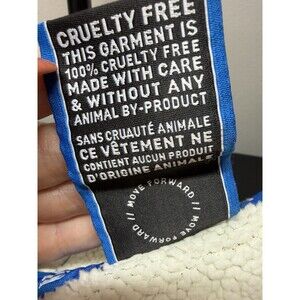 CRUELTY FREE
THIS GARMENT IS
100% CRUELTY FREE
MADE WITH CARE
& WITHOUT ANY
ANIMAL BY-PRODUCT
SANS CRUAUTÉ ANIMALE
CE VÊTEMENT NE
CONTIENT AUCUN PRODUIT
D'ORIGINE ANIMALE
MOVE FORWARD // MOVE FORWARD //